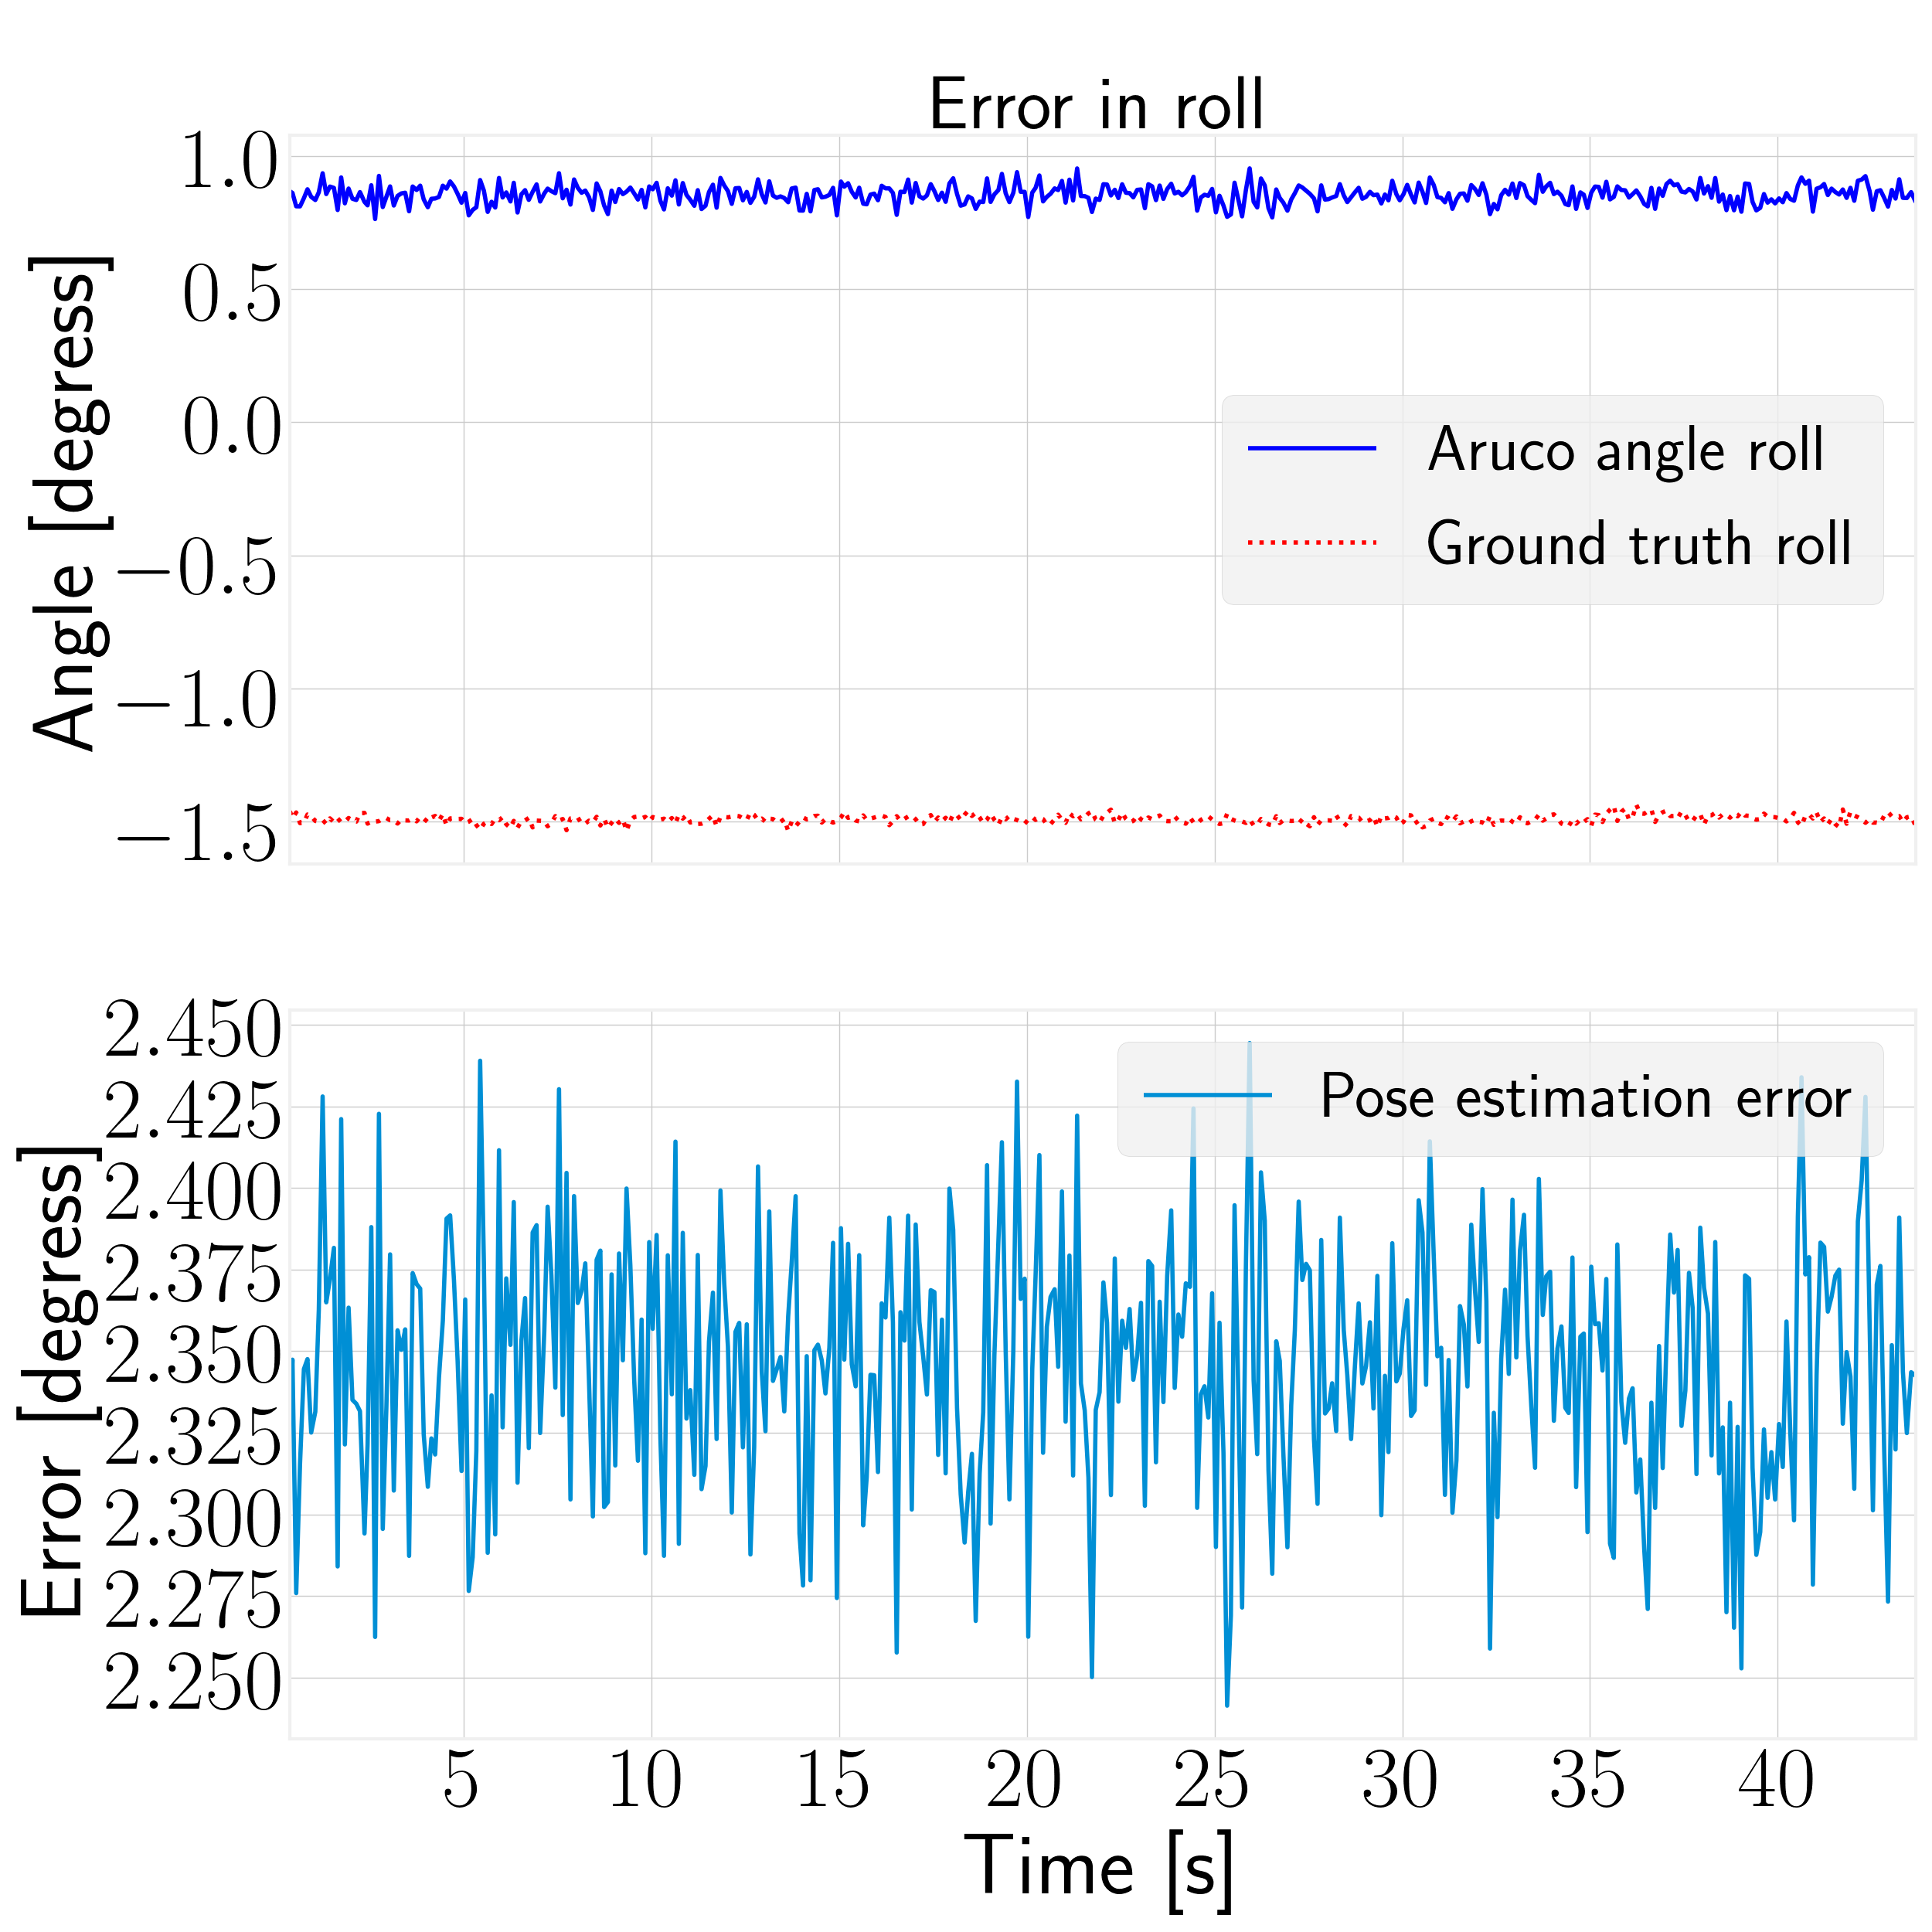 Error in roll
Angle [degress]
1.0
0.5
0.0
−0.5
−1.0
−1.5
Aruco angle roll
Ground truth roll
Error [degress]
2.450
2.425
2.400
2.375
2.350
2.325
2.300
2.275
2.250
Pose estimation error
5 10 15 20 25 30 35 40
Time [s]